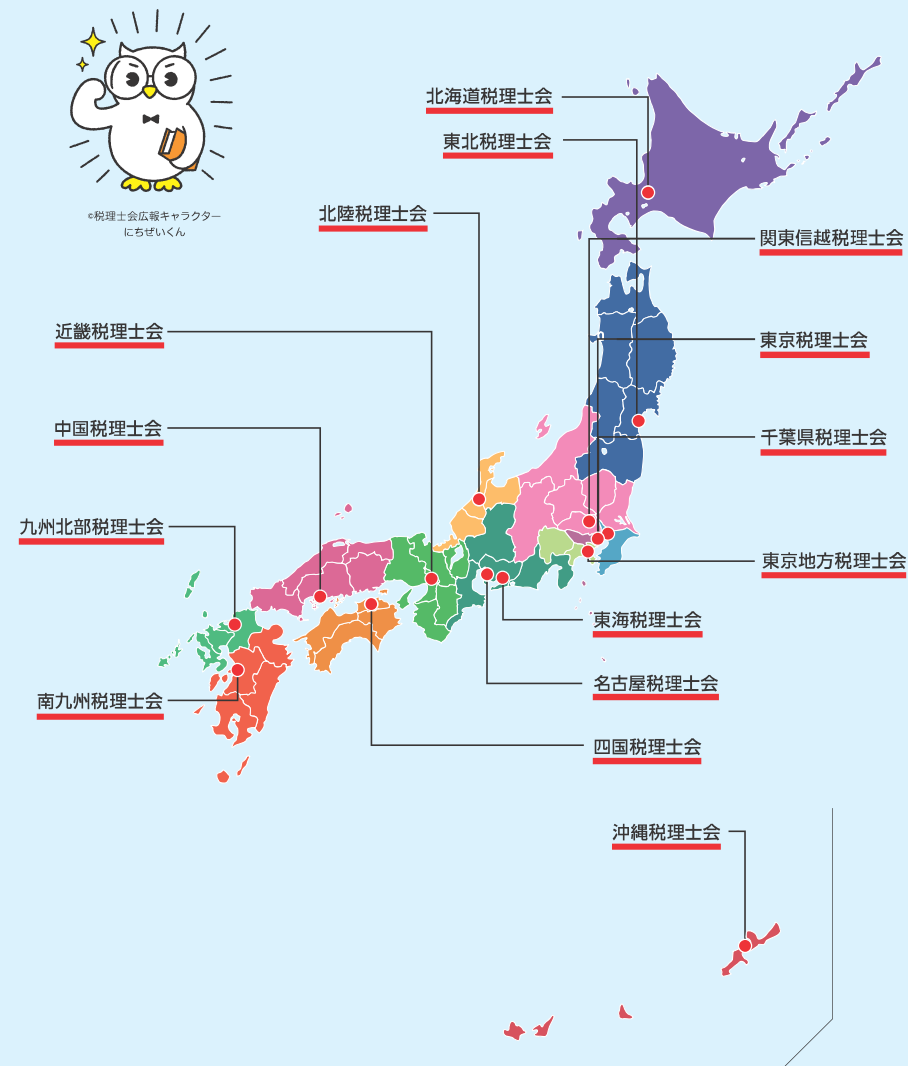 北海道税理士会
東北税理士会
北陸税理士会
©税理士会広報キャラクター
にちぜいくん
関東信越税理士会
近畿税理士会
東京税理士会
中国税理士会
千葉県税理士会
九州北部税理士会
東京地方税理士会
東海税理士会
名古屋税理士会
南九州税理士会
四国税理士会
沖縄税理士会